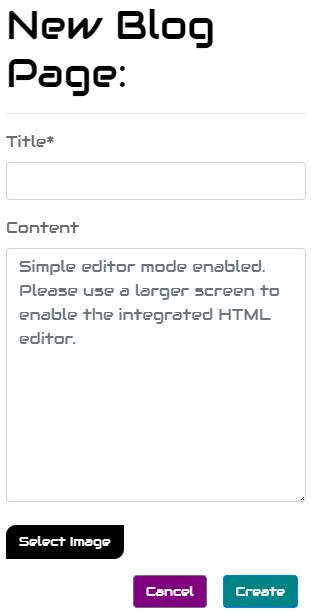 New Blog
Page:
Title*
Content
Simple editor mode enabled.
Please use a larger screen to
enable the integrated HTML
editor.
Select Image
Cancel
Create